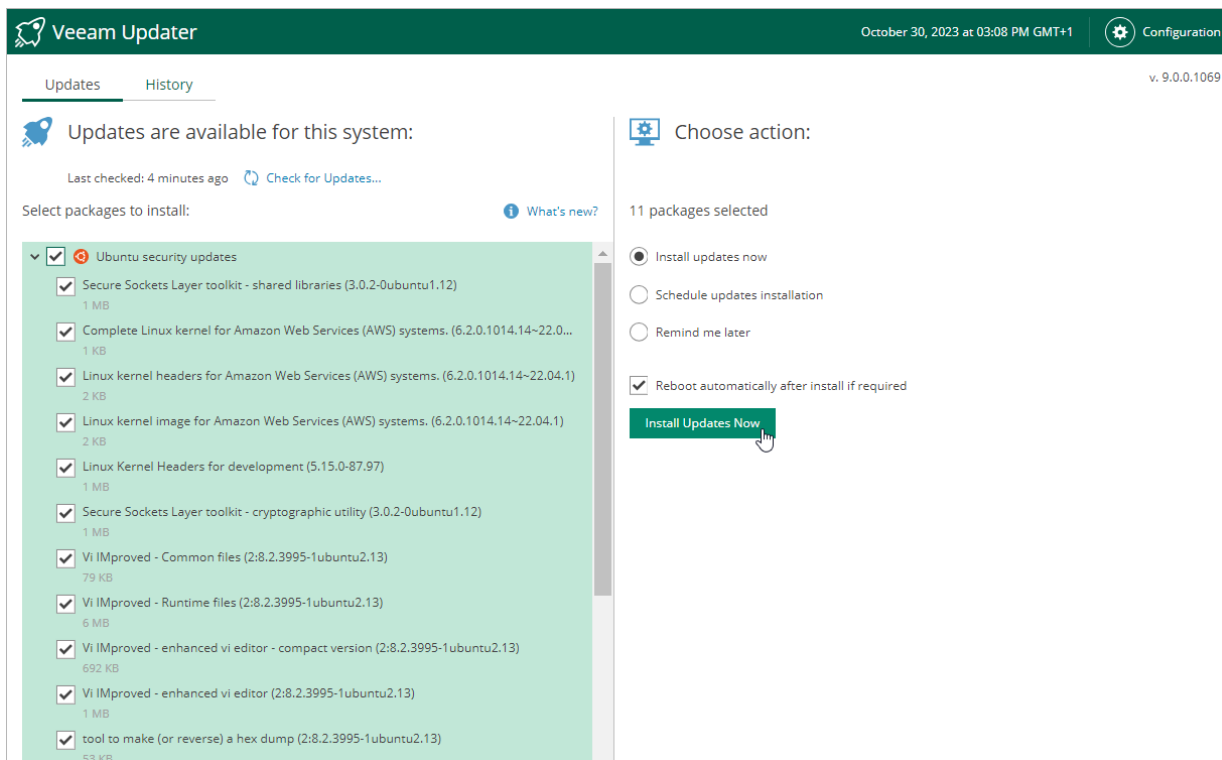 Veeam Updater
October 30, 2023 at 03:08 PM GMT+1
Configuration
Updates
History
v. 9.0.0.1069
Updates are available for this system:
Last checked: 4 minutes ago
Check for Updates...
Select packages to install:
What's new?
Ubuntu security updates
Secure Sockets Layer toolkit - shared libraries (3.0.2-0ubuntu1.12)
1 MB
Complete Linux kernel for Amazon Web Services (AWS) systems. (6.2.0.1014.14~22.0...
1 KB
Linux kernel headers for Amazon Web Services (AWS) systems. (6.2.0.1014.14~22.04.1)
2 KB
Linux kernel image for Amazon Web Services (AWS) systems. (6.2.0.1014.14~22.04.1)
2 KB
Linux Kernel Headers for development (5.15.0-87.97)
1 MB
Secure Sockets Layer toolkit - cryptographic utility (3.0.2-0ubuntu1.12)
1 MB
Vi IMproved - Common files (2:8.2.3995-1ubuntu2.13)
79 KB
Vi IMproved - Runtime files (2:8.2.3995-1ubuntu2.13)
6 MB
Vi IMproved - enhanced vi editor - compact version (2:8.2.3995-1ubuntu2.13)
692 KB
Vi IMproved - enhanced vi editor (2:8.2.3995-1ubuntu2.13)
1 MB
tool to make (or reverse) a hex dump (2:8.2.3995-1ubuntu2.13)
53 KB
Choose action:
11 packages selected
Install updates now
Schedule updates installation
Remind me later
Reboot automatically after install if required
Install Updates Now